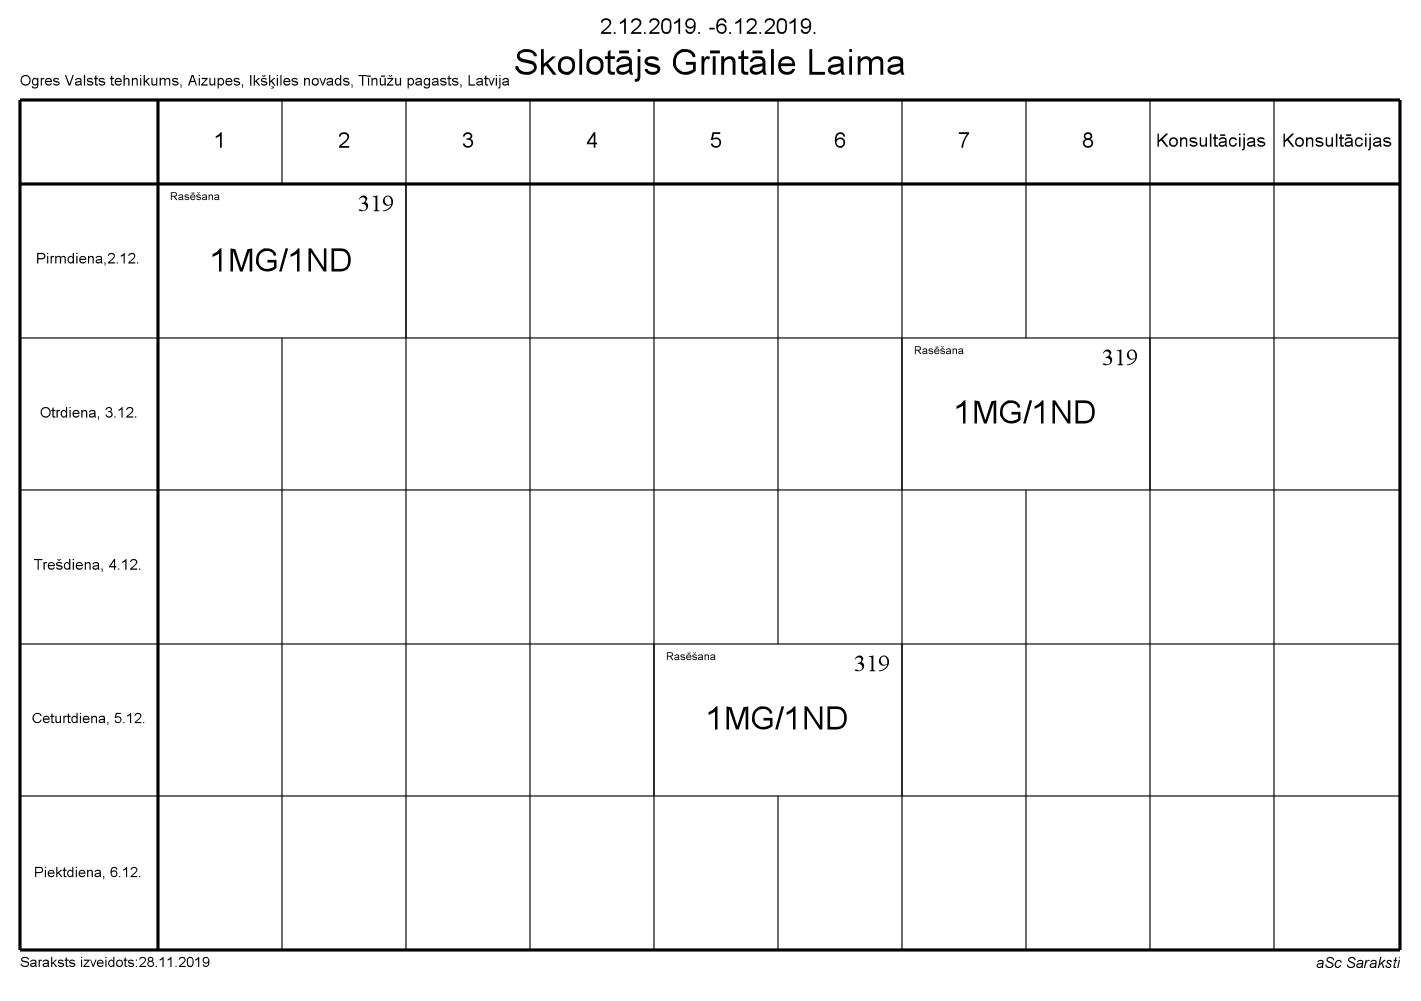 2.12.2019. -6.12.2019.
Skolotājs Grīntāle Laima
Ogres Valsts tehnikums, Aizupes, Ikšķiles novads, Tīnūžu pagasts, Latvija
1 2 3 4 5 6 7 8 Konsultācijas Konsultācijas
Rasēšana 319
Pirmdiena,2.12. 1MG/1ND
Rasēšana 319
Otrdiena, 3.12. 1MG/1ND
Trešdiena, 4.12.
Rasēšana 319
Ceturtdiena, 5.12. 1MG/1ND
Piektdiena, 6.12.
Saraksts izveidots:28.11.2019 aSc Saraksti